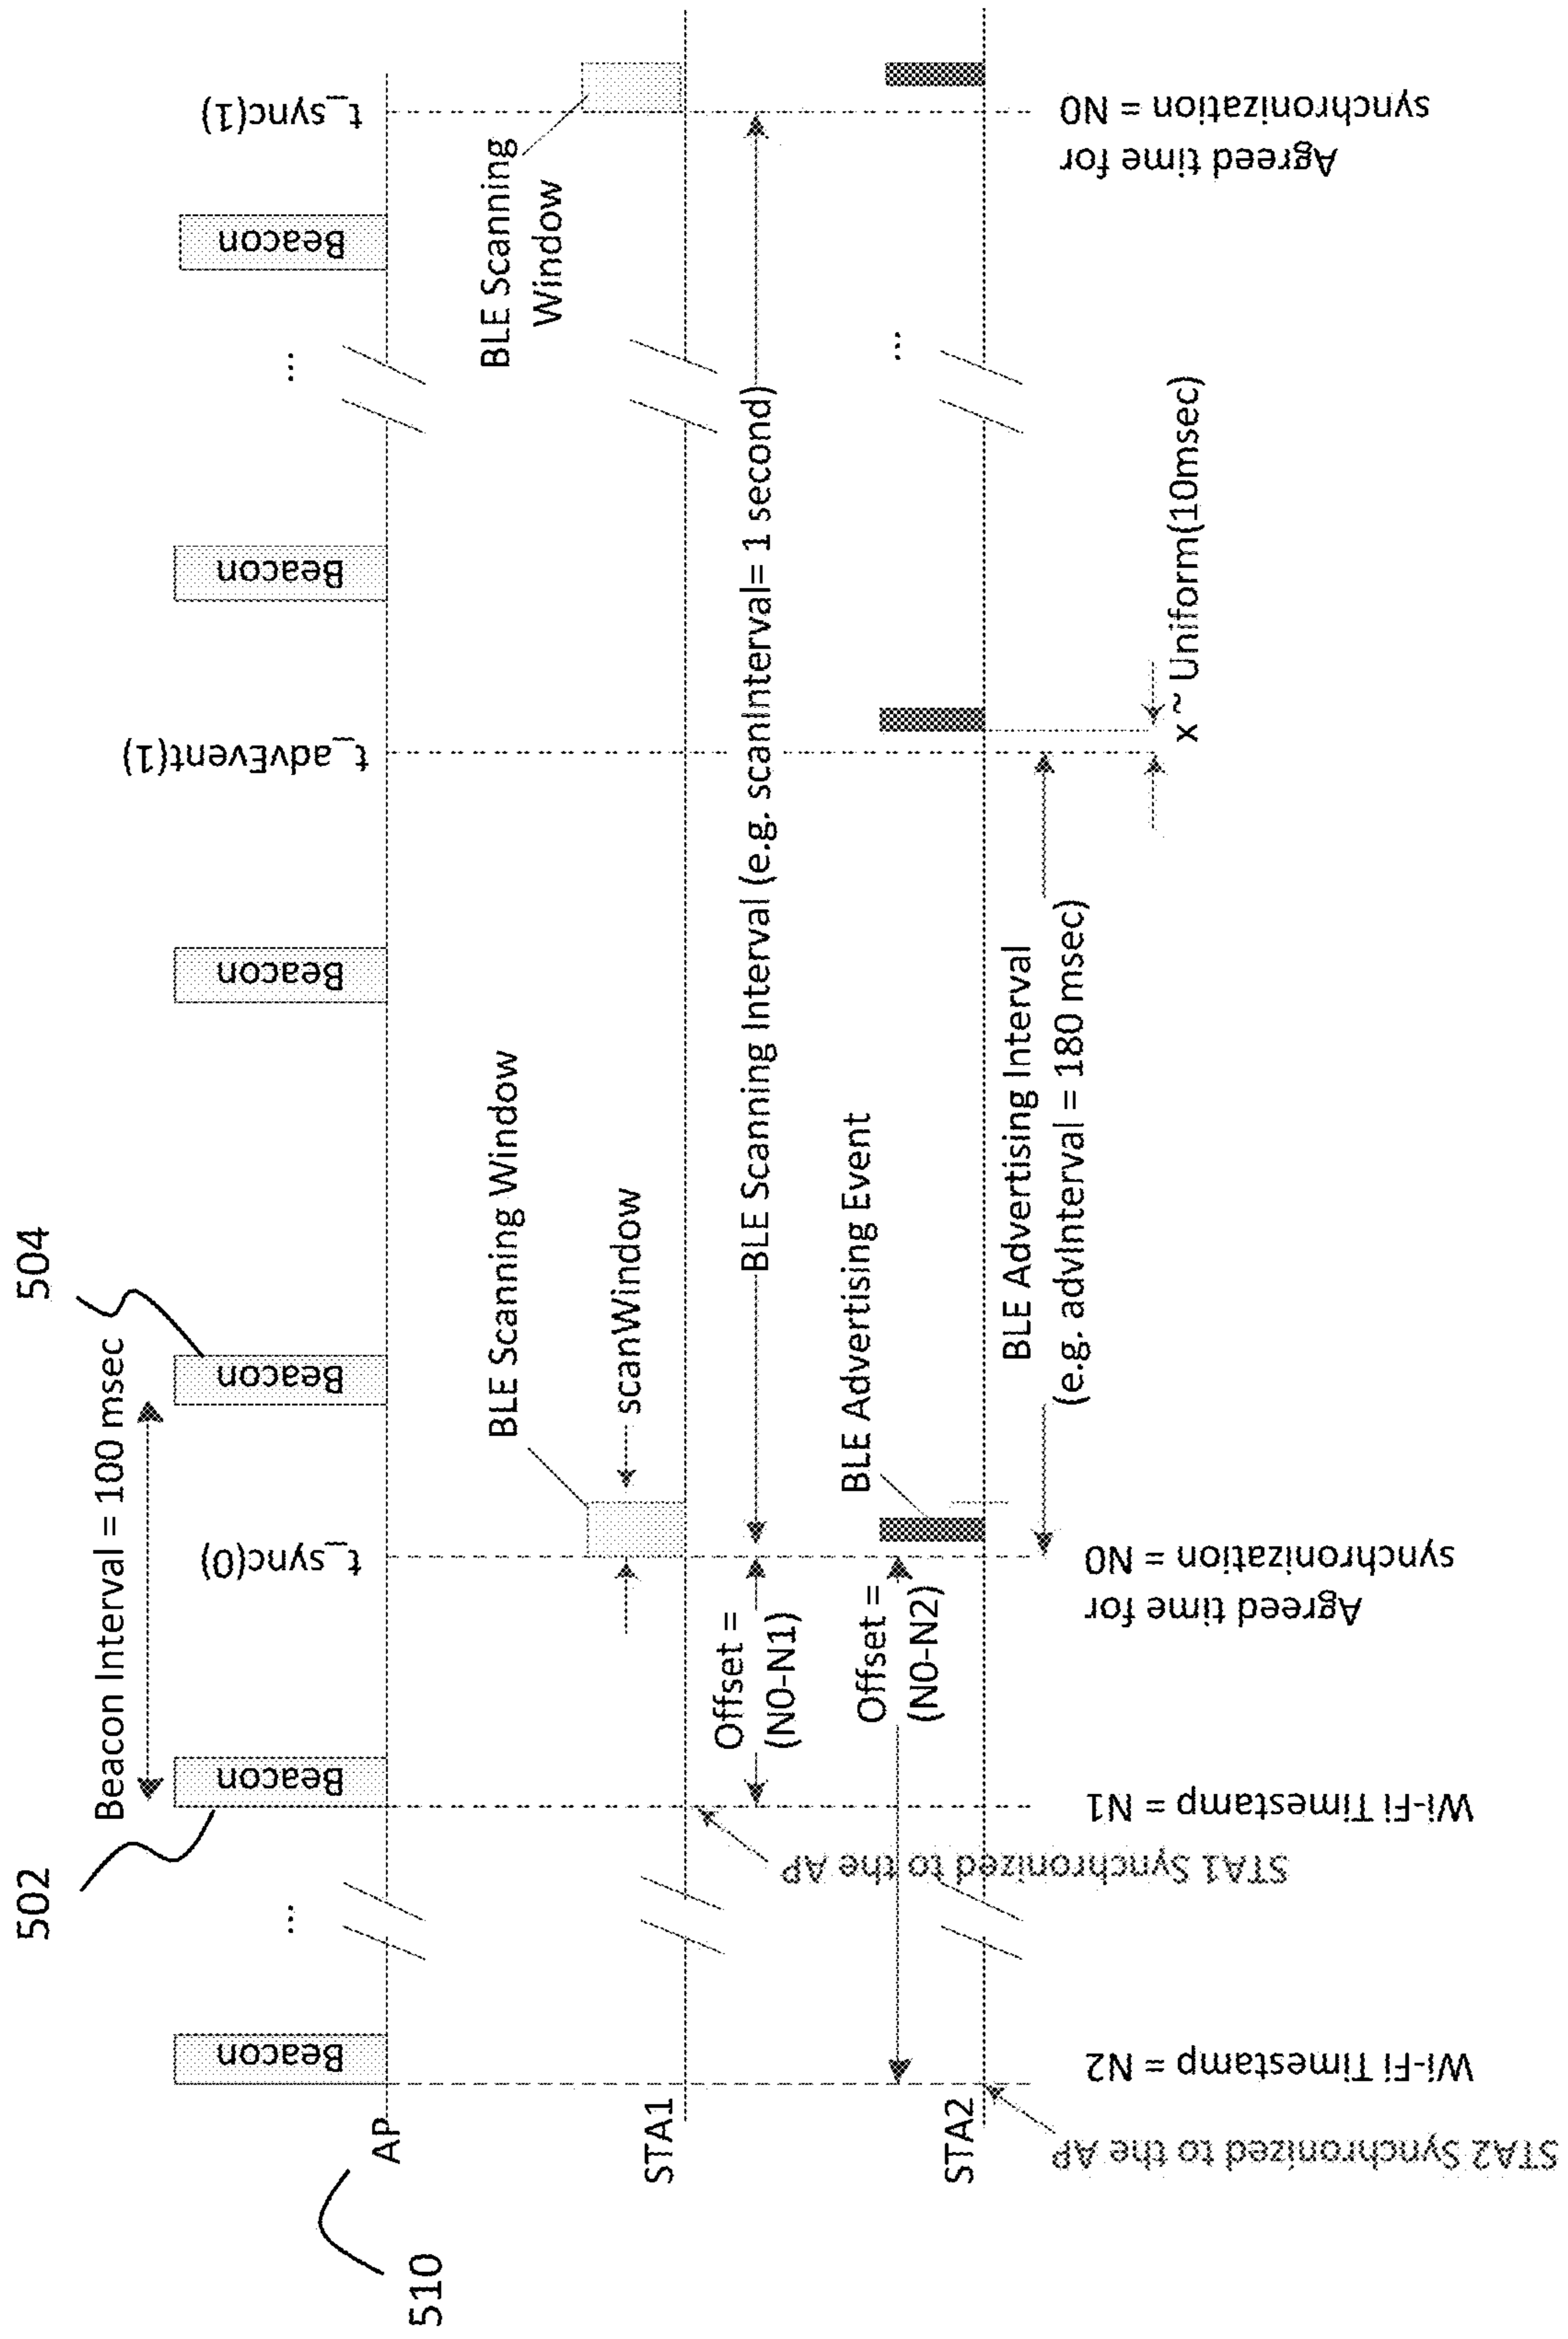 502
504
Beacon Interval = 100 msec
t_sync(0)
t_advEvent(1)
t_sync(1)
Beacon
Beacon
Beacon
Beacon
Beacon
Beacon
...
...
510
AP
BLE Scanning Window
scanWindow
BLE Scanning
Window
STA1
Offset =
(N0-N1)
BLE Scanning Interval (e.g. scanInterval= 1 second)
STA1 Synchronized to the AP
Offset =
(N0-N2)
BLE Advertising Event
...
STA2
BLE Advertising Interval
(e.g. advInterval = 180 msec)
x ~ Uniform(10msec)
STA2 Synchronized to the AP
Wi-Fi Timestamp = N2
Wi-Fi Timestamp = N1
Agreed time for
synchronization = N0
Agreed time for
synchronization = N0